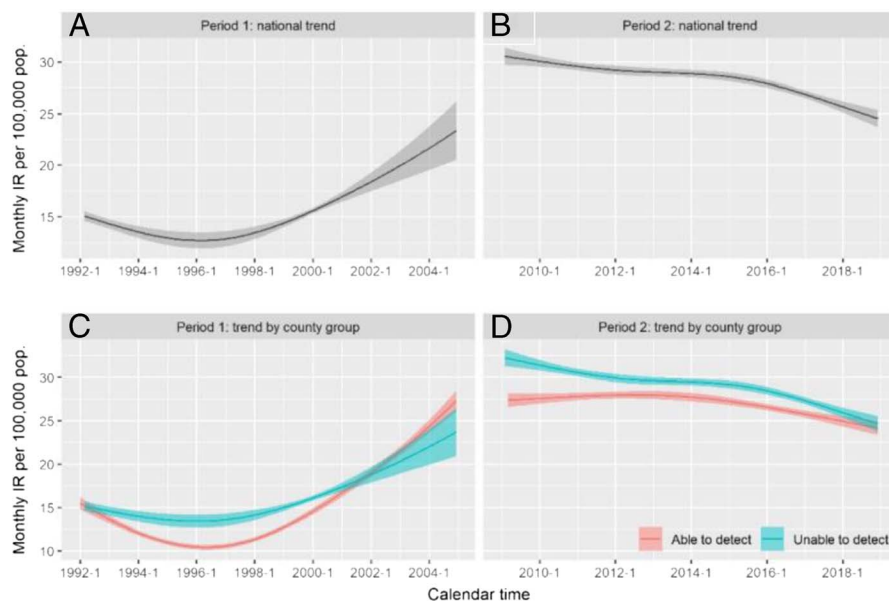 A
Period 1: national trend
B
Period 2: national trend
Monthly IR per 100,000 pop.
30
25
20
15
1992-1 1994-1 1996-1 1998-1 2000-1 2002-1 2004-1
2010-1 2012-1 2014-1 2016-1 2018-1
C
Period 1: trend by county group
D
Period 2: trend by county group
Monthly IR per 100,000 pop.
30
25
20
15
10
Able to detect Unable to detect
1992-1 1994-1 1996-1 1998-1 2000-1 2002-1 2004-1
2010-1 2012-1 2014-1 2016-1 2018-1
Calendar time